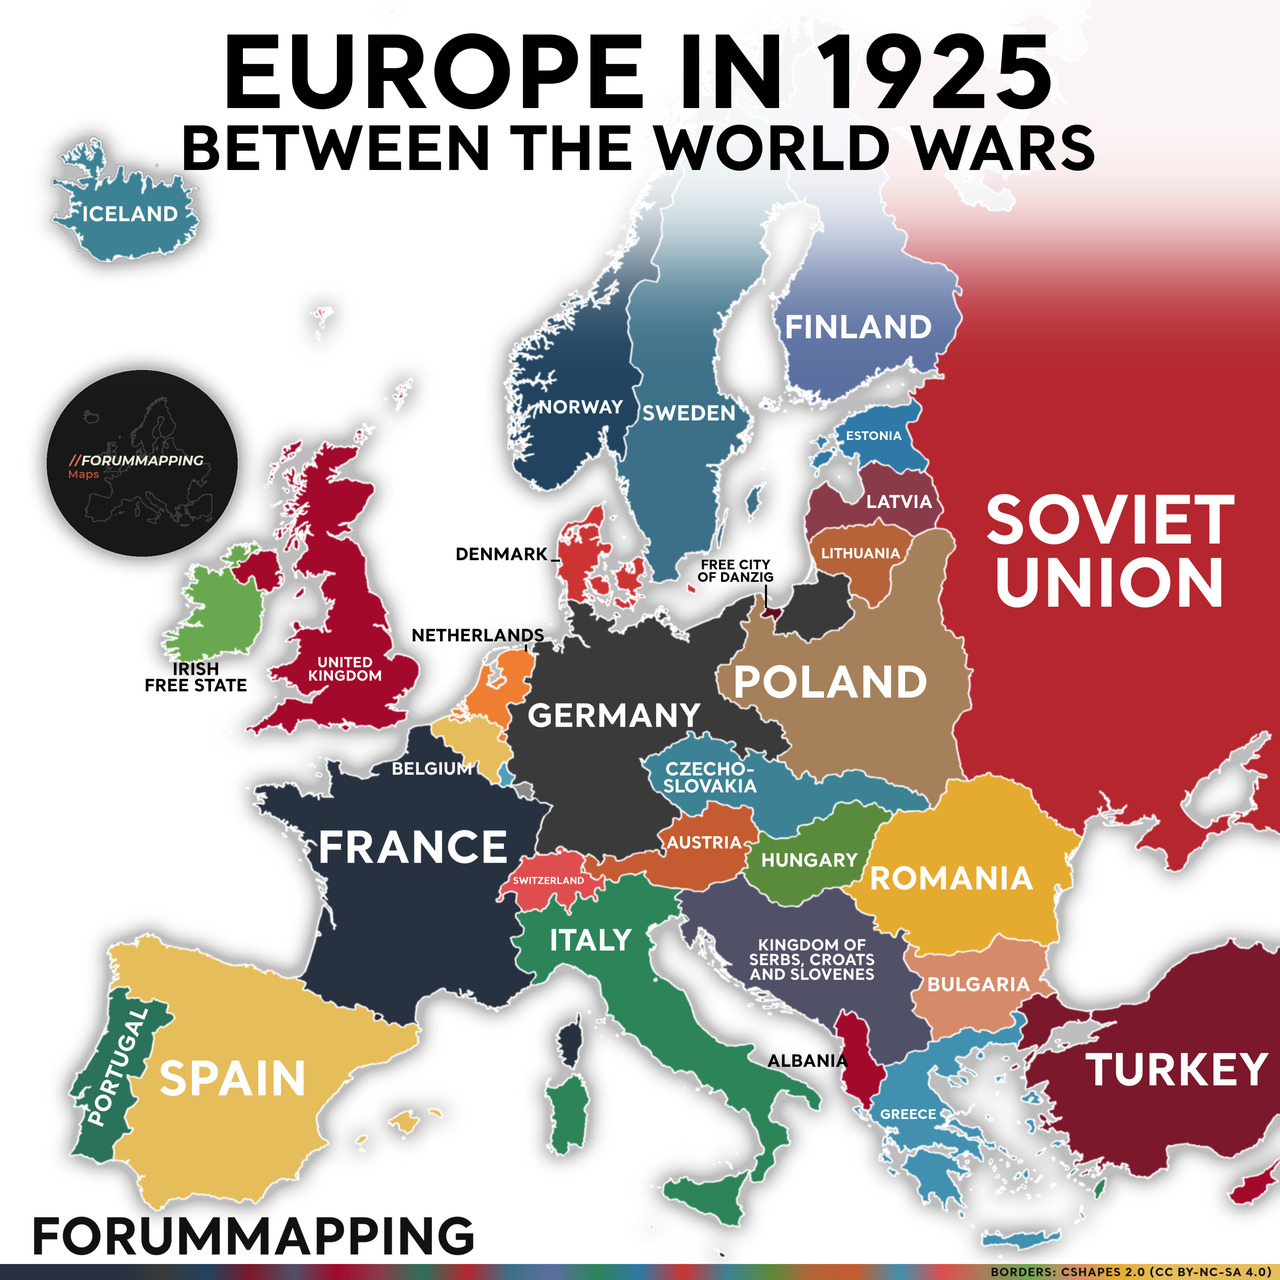 EUROPE IN 1925
BETWEEN THE WORLD WARS
ICELAND
FINLAND
NORWAY
SWEDEN
ESTONIA
//FORUMMAPPING
Maps
LATVIA
SOVIET
UNION
LITHUANIA
DENMARK
FREE CITY
OF DANZIG
NETHERLANDS
IRISH
FREE STATE
UNITED
KINGDOM
POLAND
GERMANY
BELGIUM
CZECHO-
SLOVAKIA
FRANCE
AUSTRIA
HUNGARY
SWITZERLAND
ROMANIA
ITALY
KINGDOM OF
SERBS, CROATS
AND SLOVENES
BULGARIA
PORTUGAL
SPAIN
ALBANIA
TURKEY
GREECE
FORUMMAPPING
BORDERS: CSHAPES 2.0 (CC BY-NC-SA 4.0)